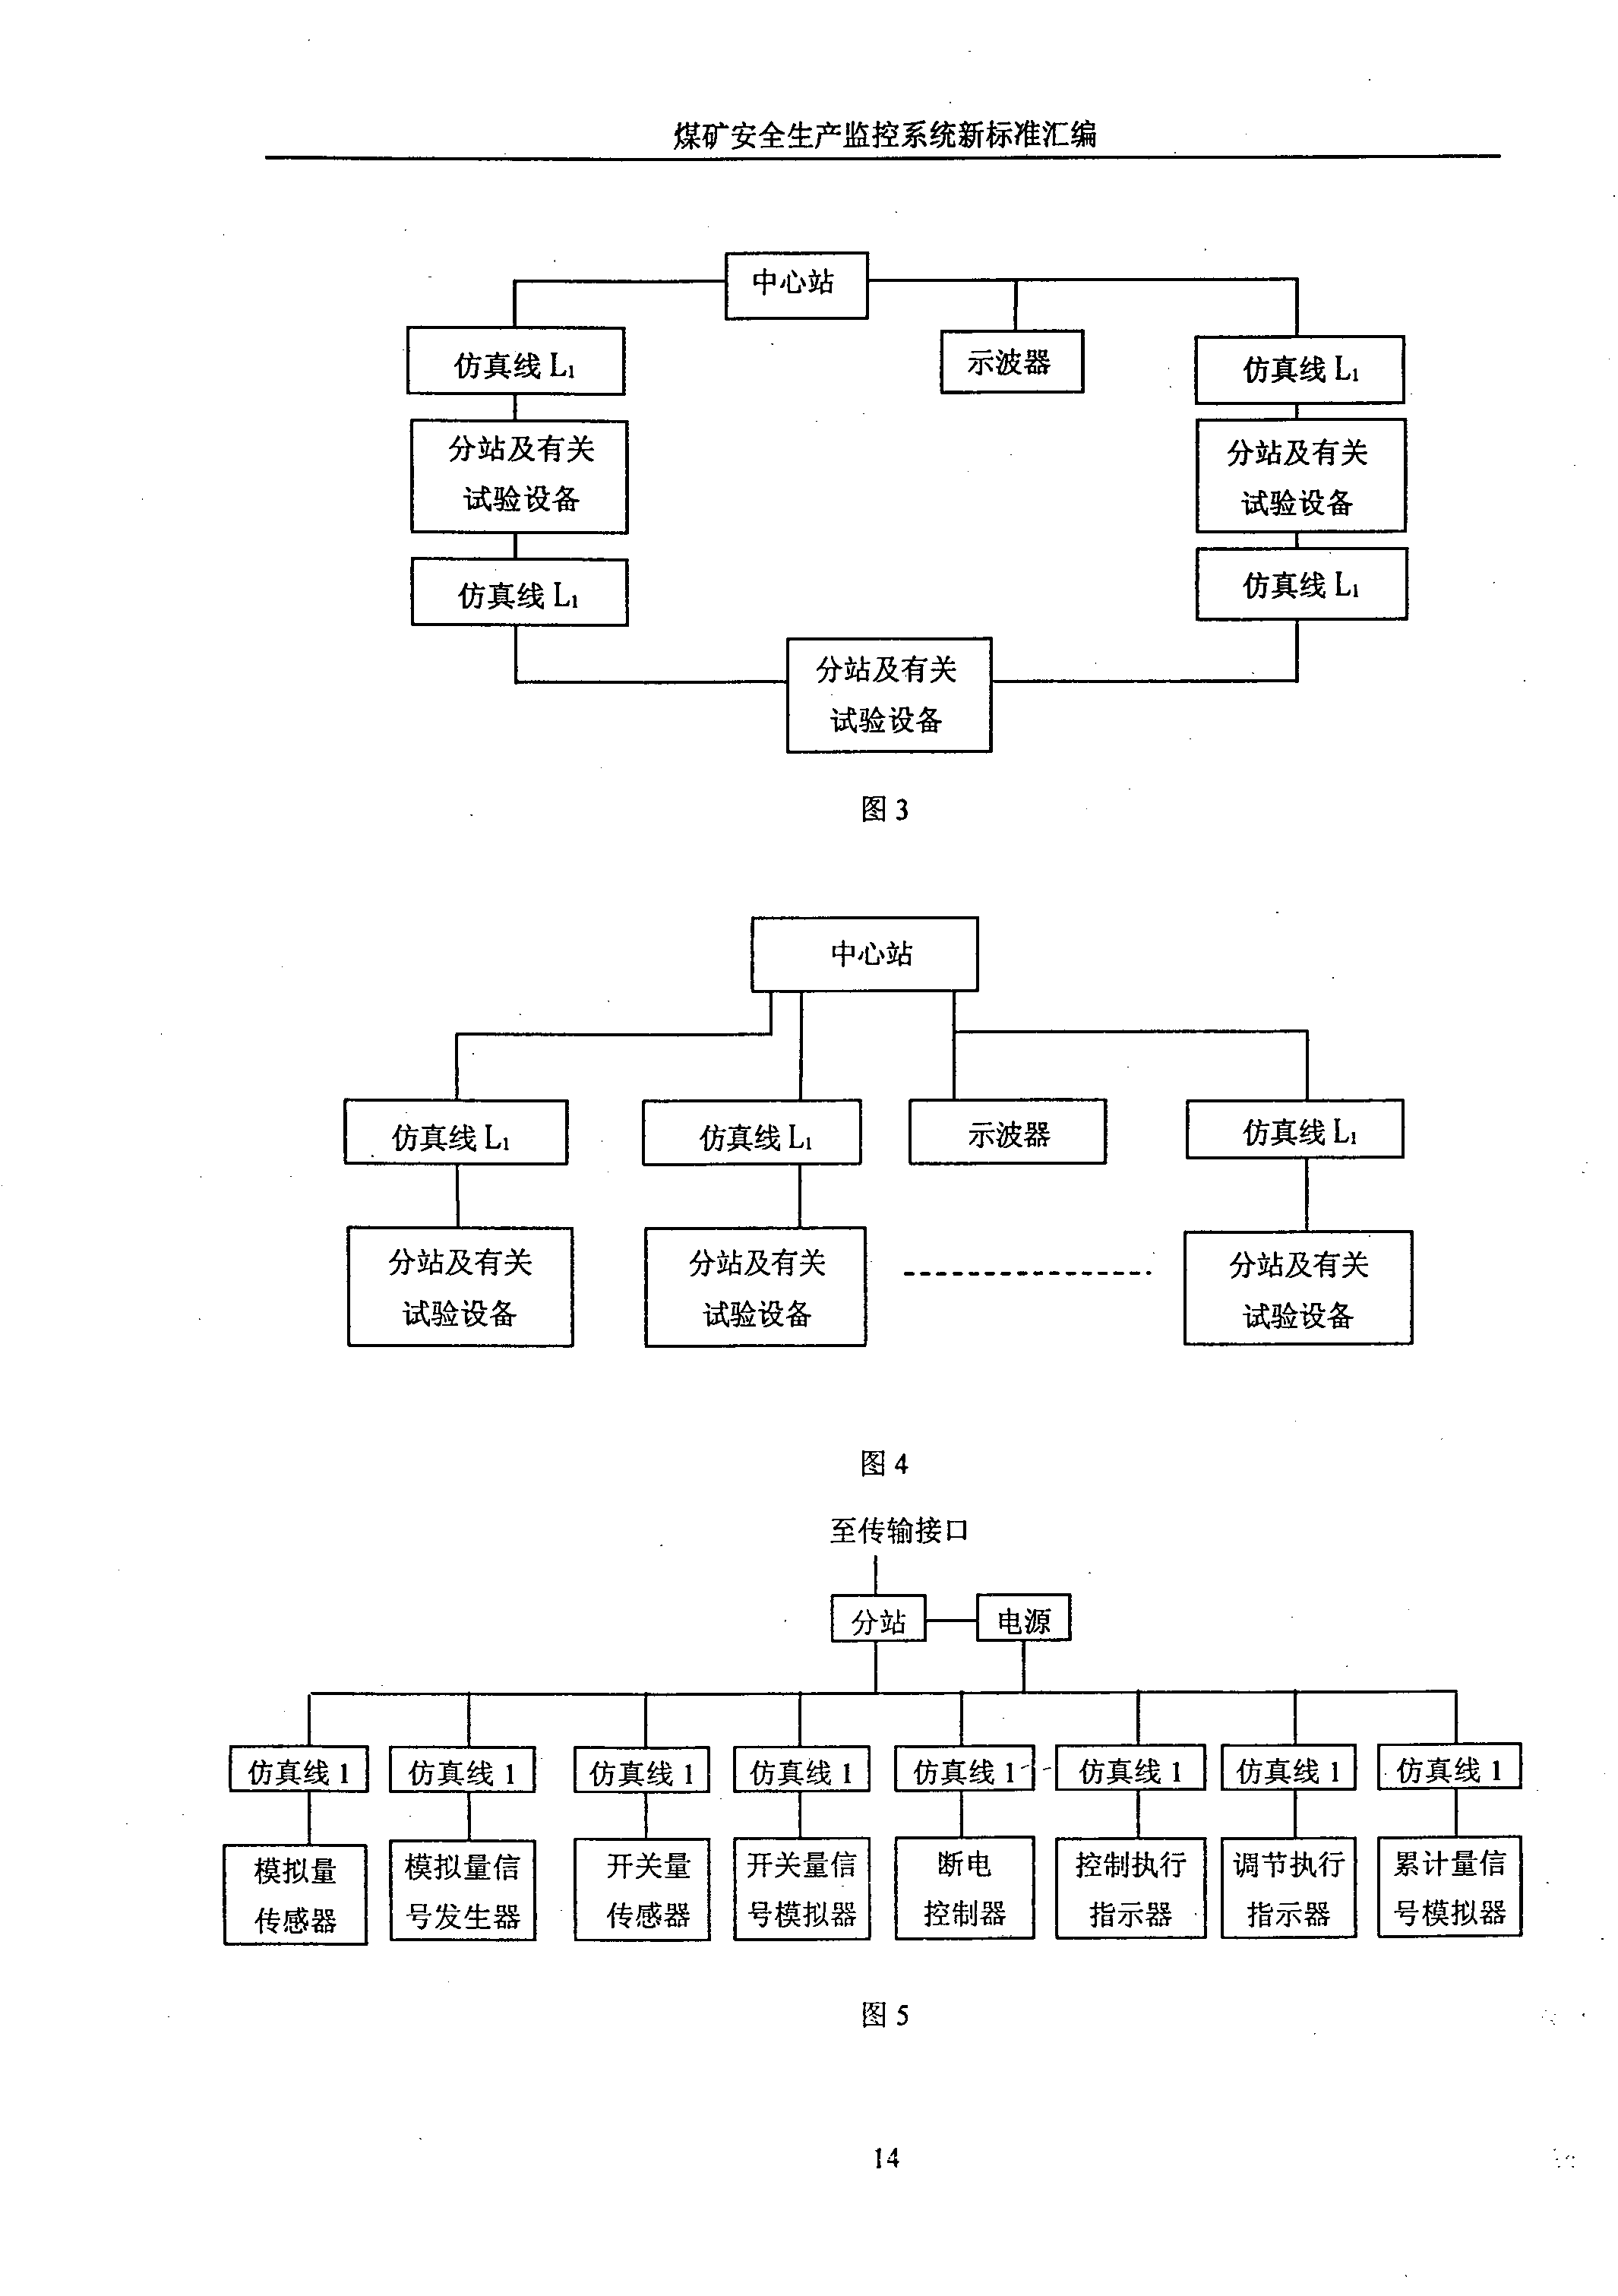 煤矿安全生产监控系统新标准汇编
中心站
仿真线 L₁
示波器
仿真线 L₁
分站及有关
试验设备
分站及有关
试验设备
仿真线 L₁
仿真线 L₁
分站及有关
试验设备
图 3
中心站
仿真线 L₁
仿真线 L₁
示波器
仿真线 L₁
分站及有关
试验设备
分站及有关
试验设备
分站及有关
试验设备
图 4
至传输接口
分站
电源
仿真线 1
仿真线 1
仿真线 1
仿真线 1
仿真线 1
仿真线 1
仿真线 1
仿真线 1
模拟量
传感器
模拟量信
号发生器
开关量
传感器
开关量信
号模拟器
断电
控制器
控制执行
指示器
调节执行
指示器
累计量信
号模拟器
图 5
14